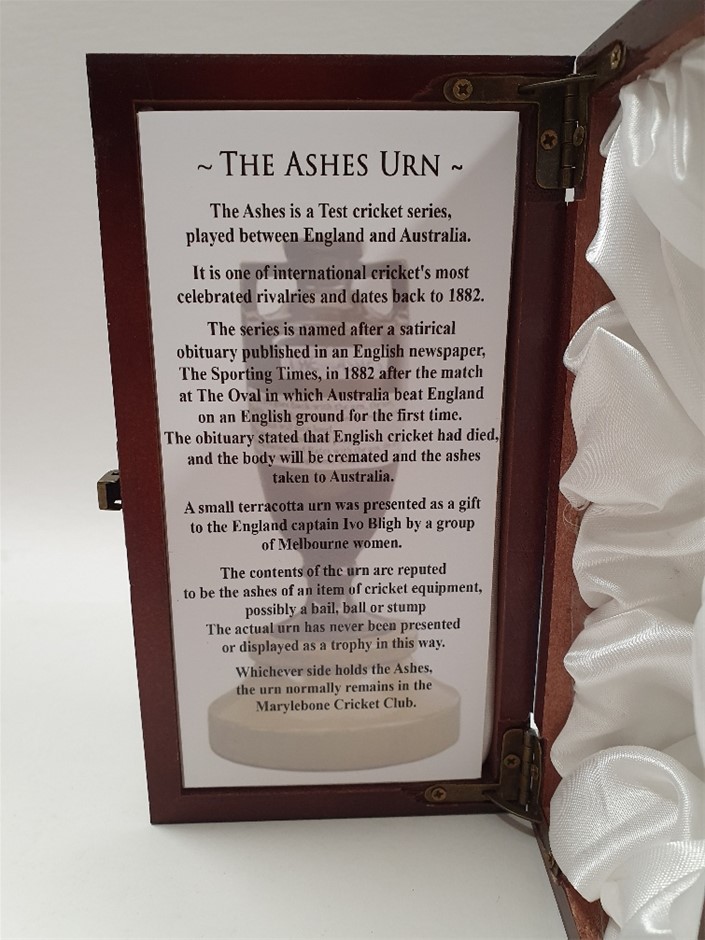 ~ THE ASHES URN ~
The Ashes is a Test cricket series,
played between England and Australia.
It is one of international cricket's most
celebrated rivalries and dates back to 1882.
The series is named after a satirical
obituary published in an English newspaper,
The Sporting Times, in 1882 after the match
at The Oval in which Australia beat England
on an English ground for the first time.
The obituary stated that English cricket had died,
and the body will be cremated and the ashes
taken to Australia.
A small terracotta urn was presented as a gift
to the England captain Ivo Bligh by a group
of Melbourne women.
The contents of the urn are reputed
to be the ashes of an item of cricket equipment,
possibly a bail, ball or stump
The actual urn has never been presented
or displayed as a trophy in this way.
Whichever side holds the Ashes,
the urn normally remains in the
Marylebone Cricket Club.